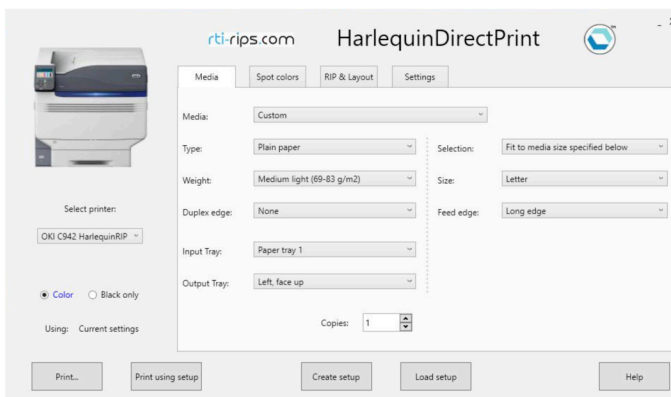 rti-rips.com HarlequinDirectPrint
Media Spot colors RIP & Layout Settings
Media: Custom
Type: Plain paper Selection: Fit to media size specified below
Weight: Medium light (69-83 g/m2) Size: Letter
Select printer: Duplex edge: None Feed edge: Long edge
OKI C942 HarlequinRIP Input Tray: Paper tray 1
Output Tray: Left, face up
Color Black only
Using: Current settings Copies: 1
Print... Print using setup Create setup Load setup Help